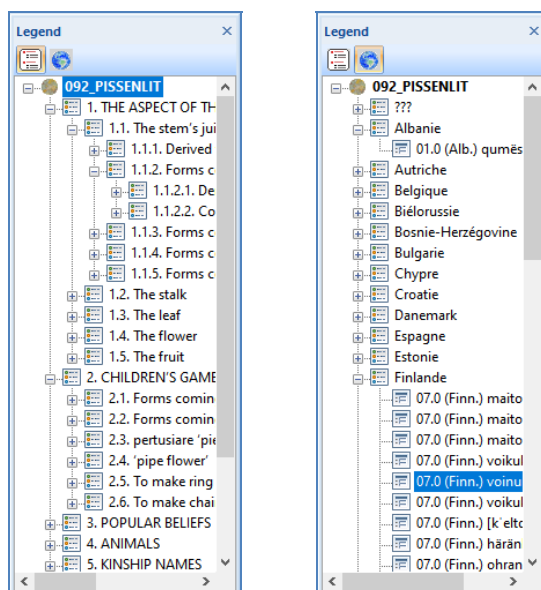 Legend
092_PISSENLIT
1. THE ASPECT OF TH
1.1. The stem's jui
1.1.1. Derived
1.1.2. Forms c
1.1.2.1. De
1.1.2.2. Co
1.1.3. Forms c
1.1.4. Forms c
1.1.5. Forms c
1.2. The stalk
1.3. The leaf
1.4. The flower
1.5. The fruit
2. CHILDREN'S GAME
2.1. Forms comin
2.2. Forms comin
2.3. pertusiare 'pie
2.4. 'pipe flower'
2.5. To make ring
2.6. To make chai
3. POPULAR BELIEFS
4. ANIMALS
5. KINSHIP NAMES
Legend
092_PISSENLIT
???
Albanie
01.0 (Alb.) qumës
Autriche
Belgique
Biélorussie
Bosnie-Herzégovine
Bulgarie
Chypre
Croatie
Danemark
Espagne
Estonie
Finlande
07.0 (Finn.) maito
07.0 (Finn.) maito
07.0 (Finn.) maito
07.0 (Finn.) voikul
07.0 (Finn.) voinu
07.0 (Finn.) voikul
07.0 (Finn.) [k´elto
07.0 (Finn.) härän
07.0 (Finn.) ohran